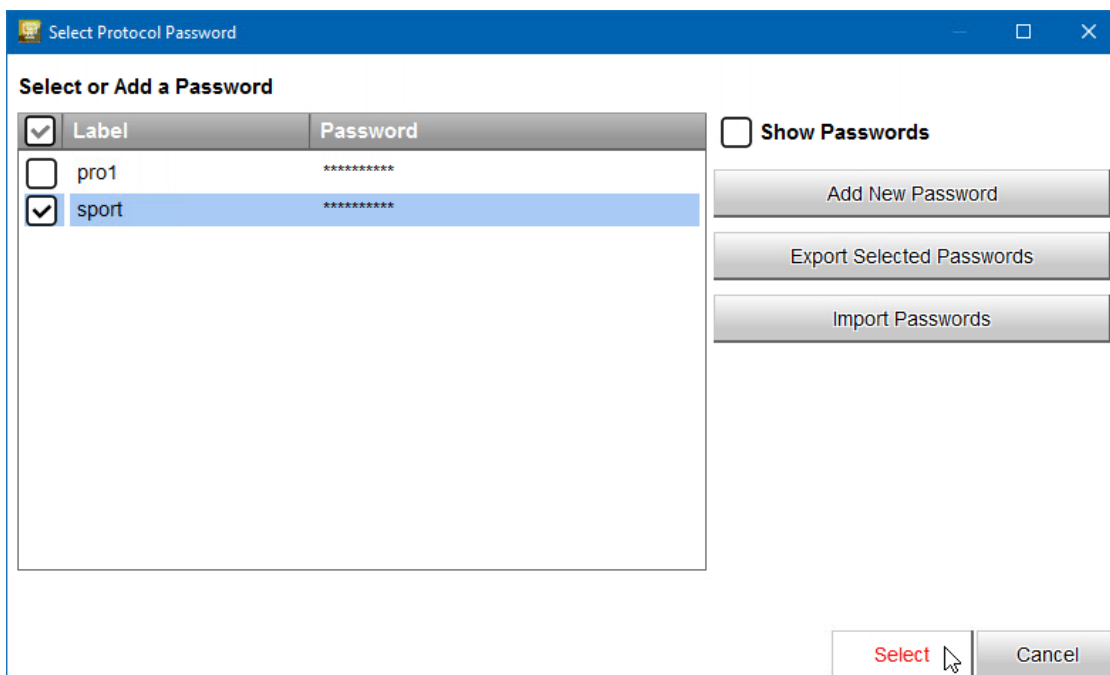 Select Protocol Password
Select or Add a Password
Label Password
Show Passwords
pro1 **********
sport **********
Add New Password
Export Selected Passwords
Import Passwords
Select Cancel